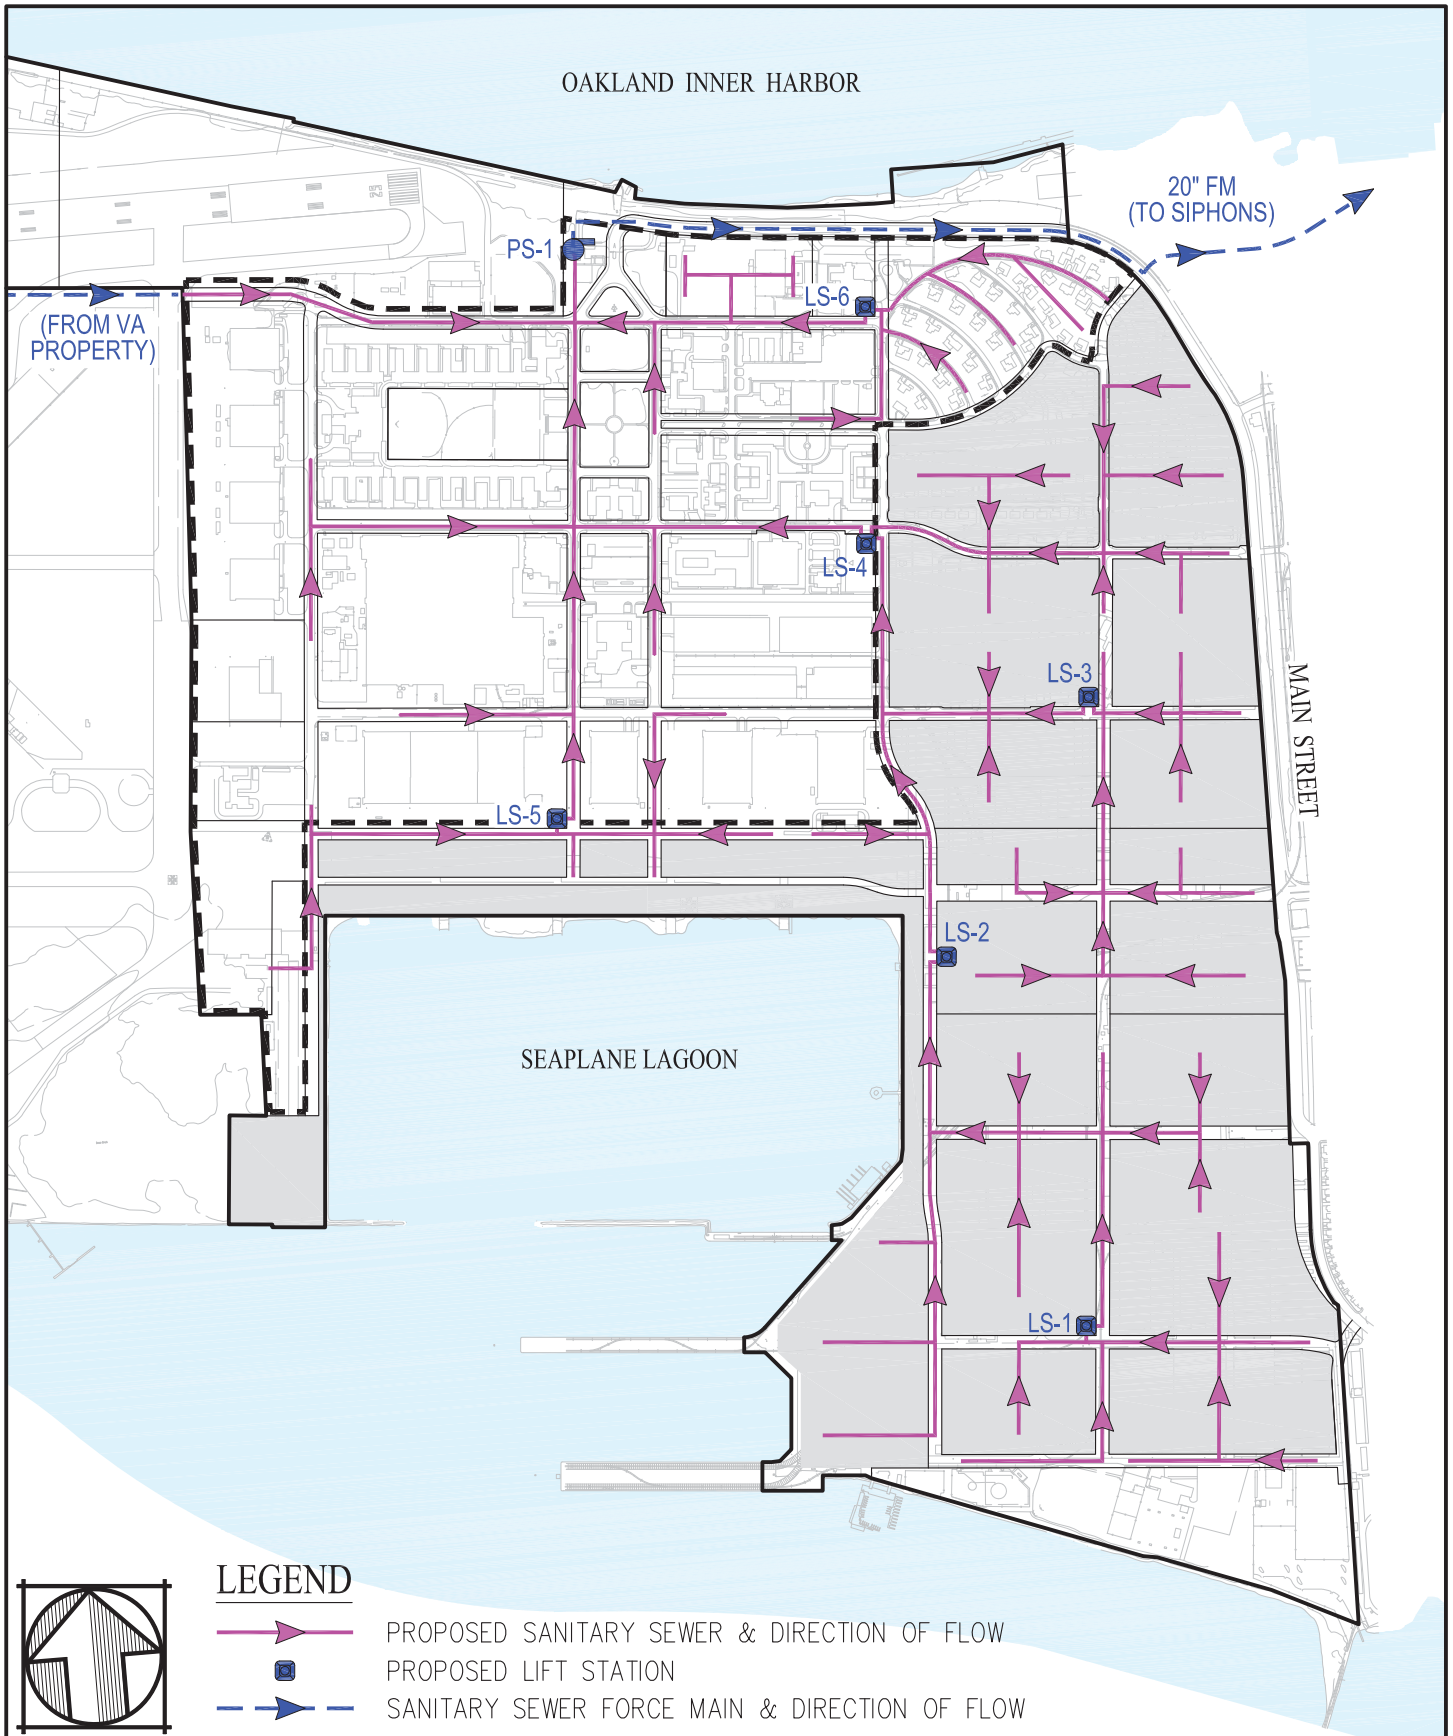 OAKLAND INNER HARBOR
20" FM
(TO SIPHONS)
PS-1
LS-6
(FROM VA
PROPERTY)
LS-4
LS-3
MAIN STREET
LS-5
LS-2
SEAPLANE LAGOON
LS-1
LEGEND
PROPOSED SANITARY SEWER & DIRECTION OF FLOW
PROPOSED LIFT STATION
SANITARY SEWER FORCE MAIN & DIRECTION OF FLOW